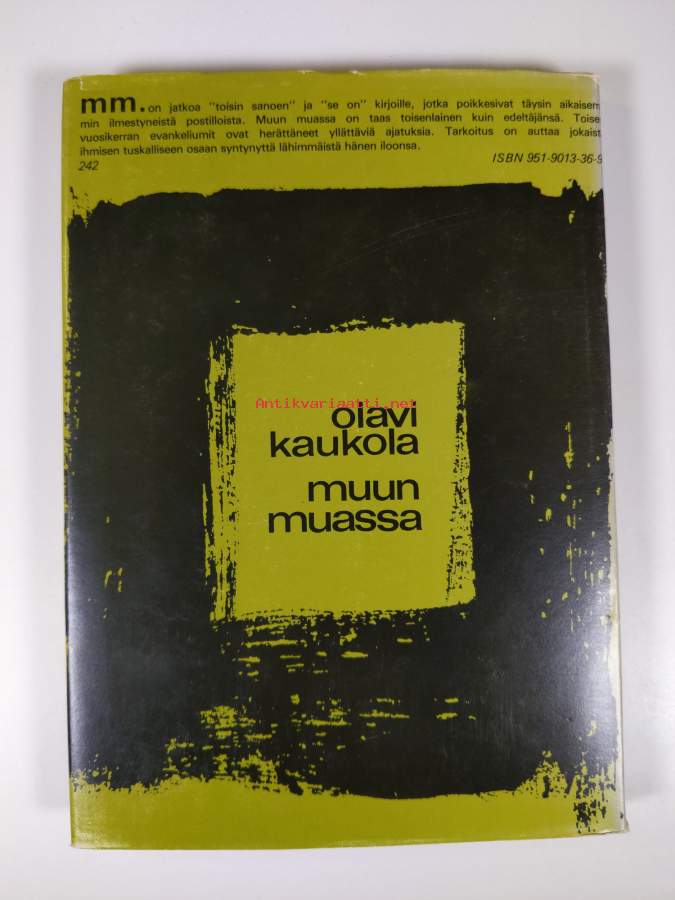 mm. on jatkoa "toisin sanoen" ja "se on" kirjoille, jotka poikkesivat täysin aikaisem
min ilmestyneistä postilloista. Muun muassa on taas toisenlainen kuin edeltäjänsä. Toise
vuosikerran evankeliumit ovat herättäneet yllättäviä ajatuksia. Tarkoitus on auttaa jokaist
ihmisen tuskalliseen osaan syntynyttä lähimmäistä hänen iloonsa.
242 ISBN 951-9013-36-9
Antikvariaatti.net
olavi
kaukola
muun
muassa